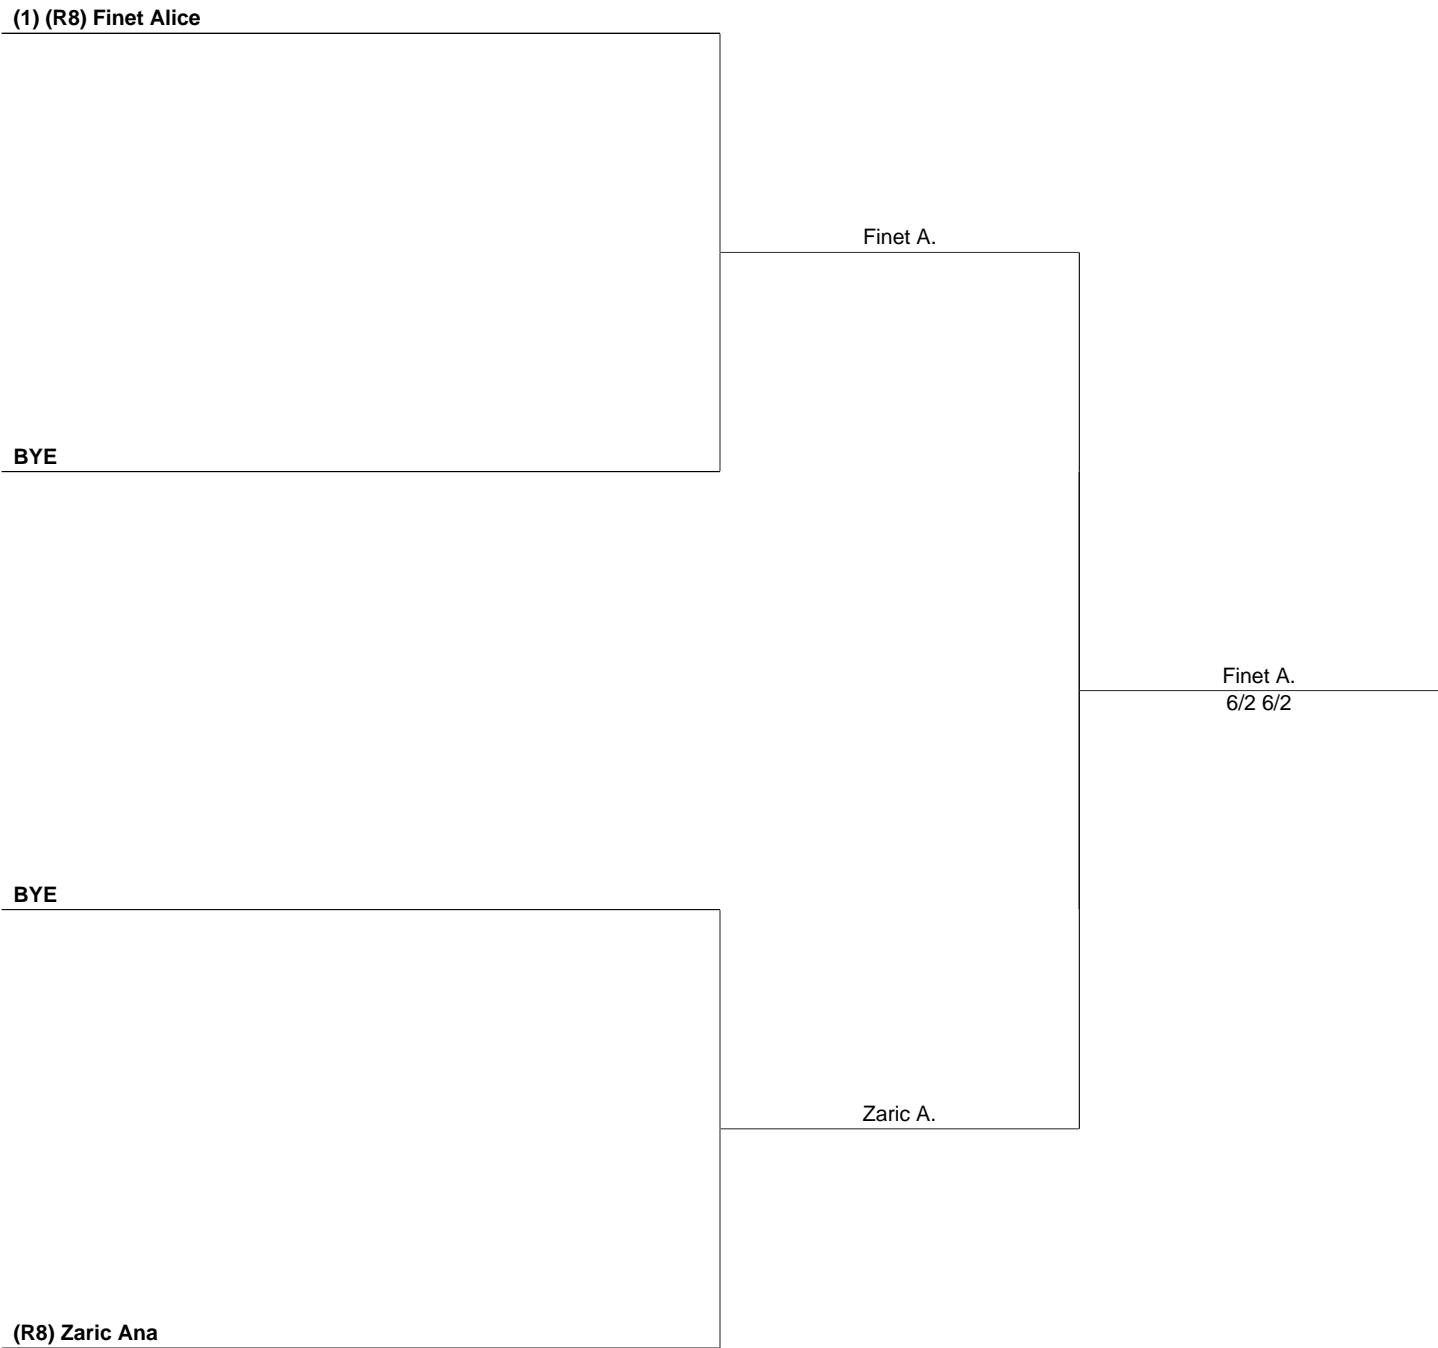 (1) (R8) Finet Alice
Finet A.
BYE
Finet A.
6/2 6/2
BYE
Zaric A.
(R8) Zaric Ana